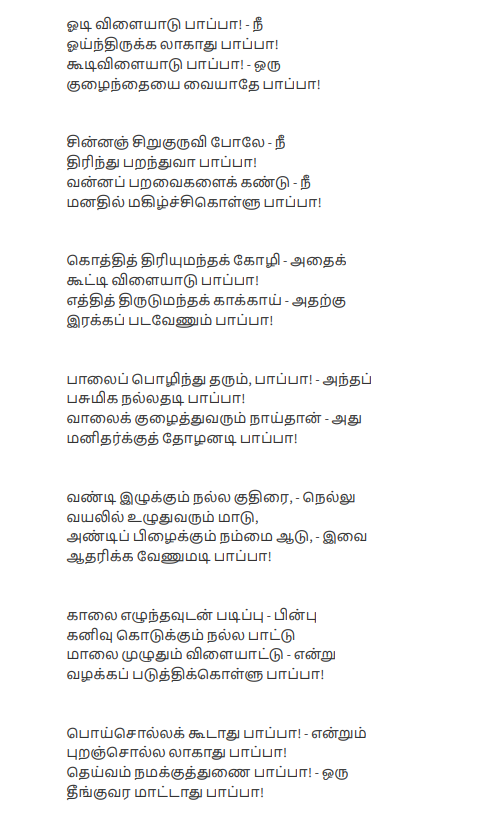 ஓடி விளையாடு பாப்பா! - நீ
ஓய்ந்திருக்க லாகாது பாப்பா!
கூடிவிளையாடு பாப்பா! - ஒரு
குழைந்தையை வையாதே பாப்பா!
சின்னஞ் சிறுகுருவி போலே - நீ
திரிந்து பறந்துவா பாப்பா!
வன்னப் பறவைகளைக் கண்டு - நீ
மனதில் மகிழ்ச்சிகொள்ளு பாப்பா!
கொத்தித் திரியுமந்தக் கோழி - அதைக்
கூட்டி விளையாடு பாப்பா!
எத்தித் திருடுமந்தக் காக்காய் - அதற்கு
இரக்கப் படவேணும் பாப்பா!
பாலைப் பொழிந்து தரும், பாப்பா! - அந்தப்
பசுமிக நல்லதடி பாப்பா!
வாலைக் குழைத்துவரும் நாய்தான் - அது
மனிதர்க்குத் தோழனடி பாப்பா!
வண்டி இழுக்கும் நல்ல குதிரை, - நெல்லு
வயலில் உழுதுவரும் மாடு,
அண்டிப் பிழைக்கும் நம்மை ஆடு, - இவை
ஆதரிக்க வேணுமடி பாப்பா!
காலை எழுந்தவுடன் படிப்பு - பின்பு
கனிவு கொடுக்கும் நல்ல பாட்டு
மாலை முழுதும் விளையாட்டு - என்று
வழக்கப் படுத்திக்கொள்ளு பாப்பா!
பொய்சொல்லக் கூடாது பாப்பா! - என்றும்
புறஞ்சொல்ல லாகாது பாப்பா!
தெய்வம் நமக்குத்துணை பாப்பா! - ஒரு
தீங்குவர மாட்டாது பாப்பா!